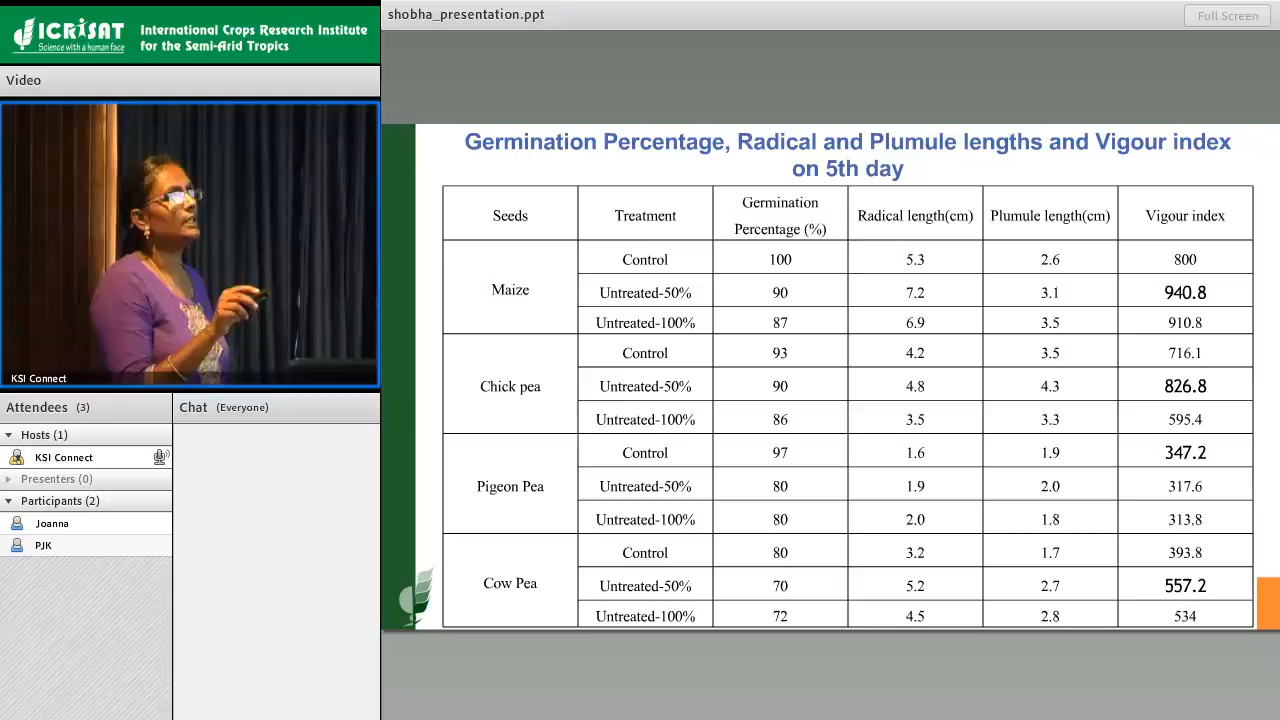 ICRISAT
Science with a human face
International Crops Research Institute
for the Semi-Arid Tropics
shobha_presentation.ppt
Full Screen
Video
KSI Connect
Attendees (3)
Hosts (1)
KSI Connect
Presenters (0)
Participants (2)
Joanna
PJK
Chat (Everyone)
Germination Percentage, Radical and Plumule lengths and Vigour index
on 5th day
Seeds Treatment Germination Percentage (%) Radical length(cm) Plumule length(cm) Vigour index
Maize Control 100 5.3 2.6 800
Untreated-50% 90 7.2 3.1 940.8
Untreated-100% 87 6.9 3.5 910.8
Chick pea Control 93 4.2 3.5 716.1
Untreated-50% 90 4.8 4.3 826.8
Untreated-100% 86 3.5 3.3 595.4
Pigeon Pea Control 97 1.6 1.9 347.2
Untreated-50% 80 1.9 2.0 317.6
Untreated-100% 80 2.0 1.8 313.8
Cow Pea Control 80 3.2 1.7 393.8
Untreated-50% 70 5.2 2.7 557.2
Untreated-100% 72 4.5 2.8 534